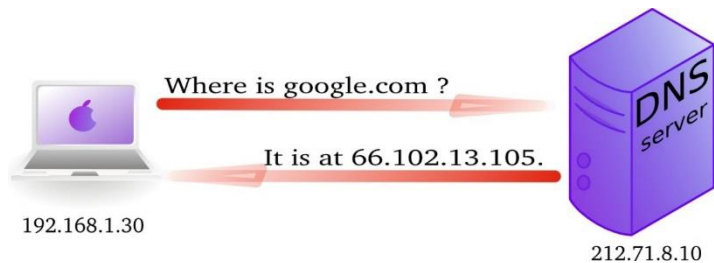 Where is google.com ?
It is at 66.102.13.105.
DNS
server
192.168.1.30
212.71.8.10